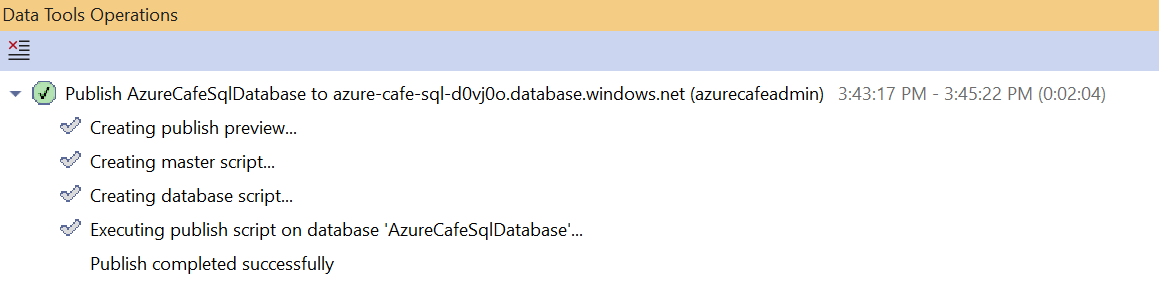 Data Tools Operations
Publish AzureCafeSqlDatabase to azure-cafe-sql-d0vj0o.database.windows.net (azurecafeadmin) 3:43:17 PM - 3:45:22 PM (0:02:04)
Creating publish preview...
Creating master script...
Creating database script...
Executing publish script on database 'AzureCafeSqlDatabase'...
Publish completed successfully